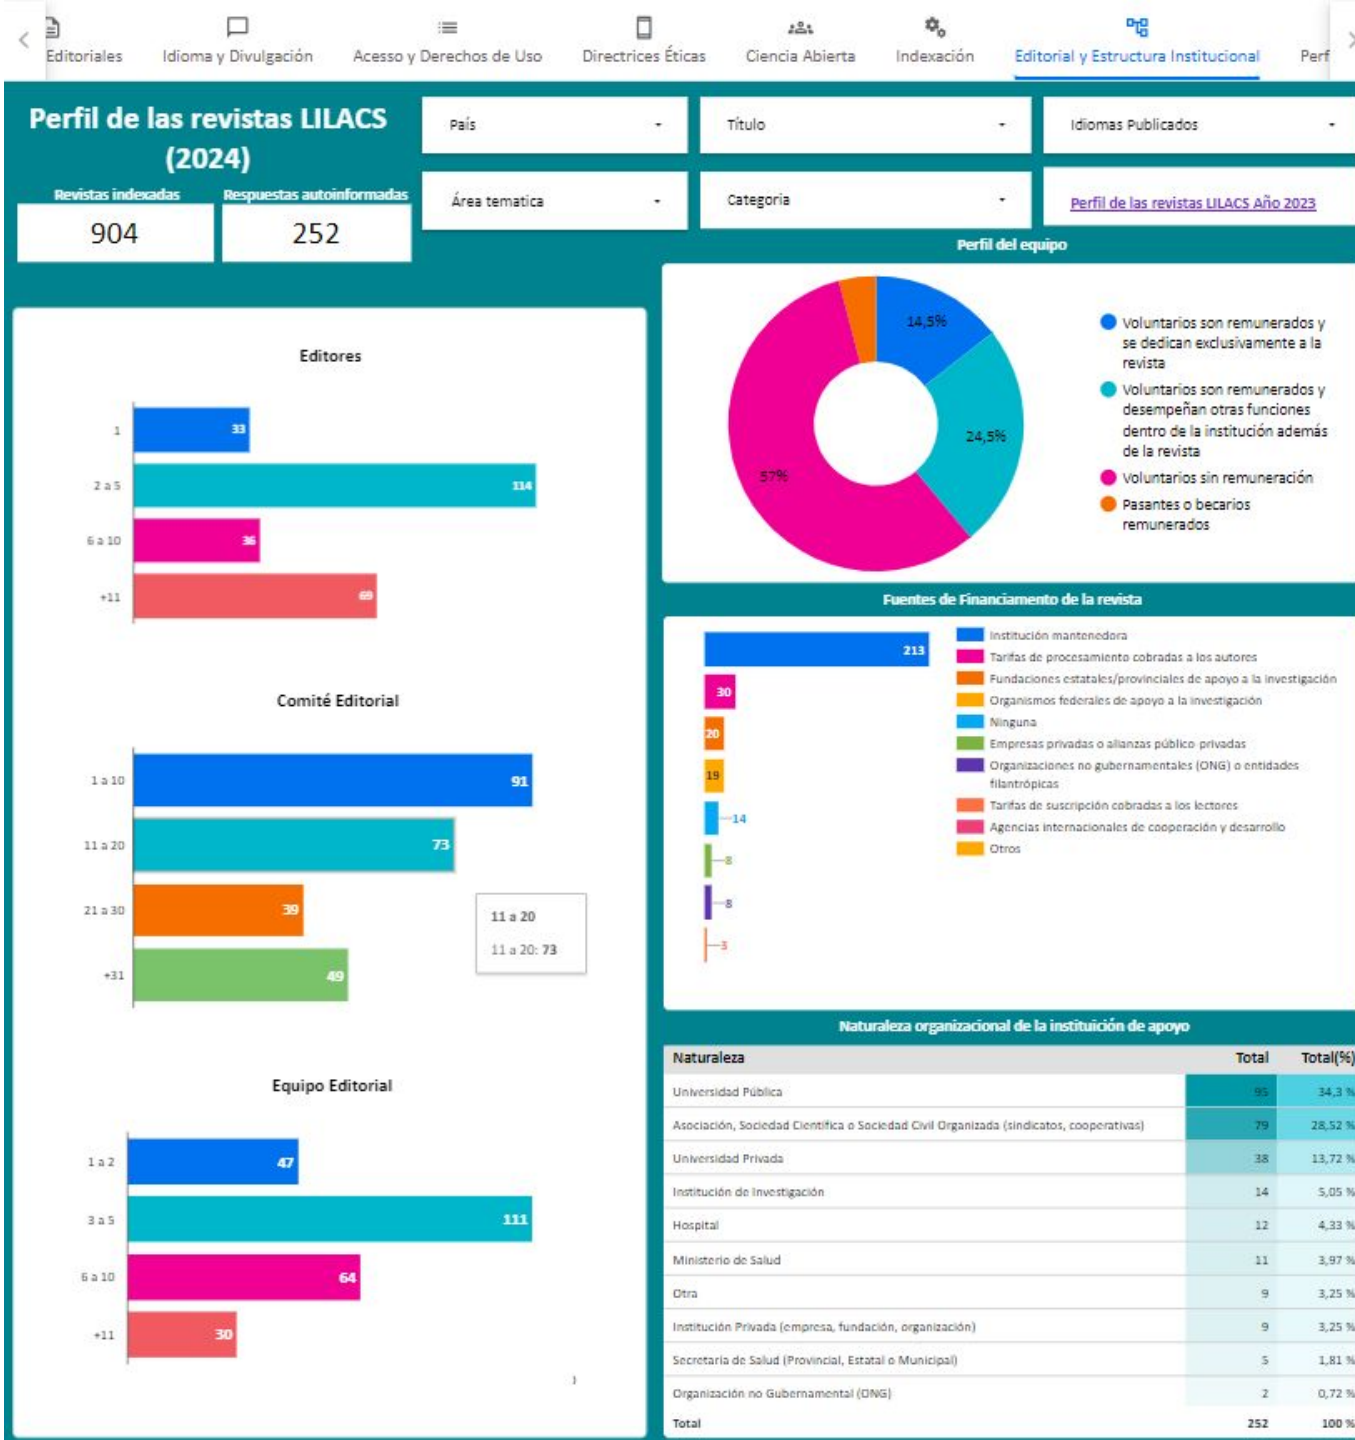 Editoriales
Idioma y Divulgación
Acesso y Derechos de Uso
Directrices Éticas
Ciencia Abierta
Indexación
Editorial y Estructura Institucional
Perf
Perfil de las revistas LILACS
(2024)
Revistas indexadas
904
Respuestas autoinformadas
252
País
Título
Idiomas Publicados
Área tematica
Categoria
Perfil de las revistas LILACS Año 2023
Editores
1
33
2 a 5
114
6 a 10
36
+11
69
Comité Editorial
1 a 10
91
11 a 20
73
21 a 30
39
+31
49
11 a 20
11 a 20: 73
Equipo Editorial
1 a 2
47
3 a 5
111
6 a 10
64
+11
30
Perfil del equipo
14,5%
24,5%
57%
Voluntarios son remunerados y
se dedican exclusivamente a la
revista
Voluntarios son remunerados y
desempeñan otras funciones
dentro de la institución además
de la revista
Voluntarios sin remuneración
Pasantes o becarios
remunerados
Fuentes de Financiamento de la revista
213
30
20
19
14
8
8
3
Institución mantenedora
Tarifas de procesamiento cobradas a los autores
Fundaciones estatales/provinciales de apoyo a la investigación
Organismos federales de apoyo a la investigación
Ninguna
Empresas privadas o alianzas público privadas
Organizaciones no gubernamentales (ONG) o entidades
filantrópicas
Tarifas de suscripción cobradas a los lectores
Agencias internacionales de cooperación y desarrollo
Otros
Naturaleza organizacional de la instituición de apoyo
Naturaleza Total Total(%)
Universidad Pública 95 34,3 %
Asociación, Sociedad Científica o Sociedad Civil Organizada (sindicatos, cooperativas) 79 28,52 %
Universidad Privada 38 13,72 %
Institución de Investigación 14 5,05 %
Hospital 12 4,33 %
Ministerio de Salud 11 3,97 %
Otra 9 3,25 %
Institución Privada (empresa, fundación, organización) 9 3,25 %
Secretaría de Salud (Provincial, Estatal o Municipal) 5 1,81 %
Organización no Gubernamental (ONG) 2 0,72 %
Total 252 100 %